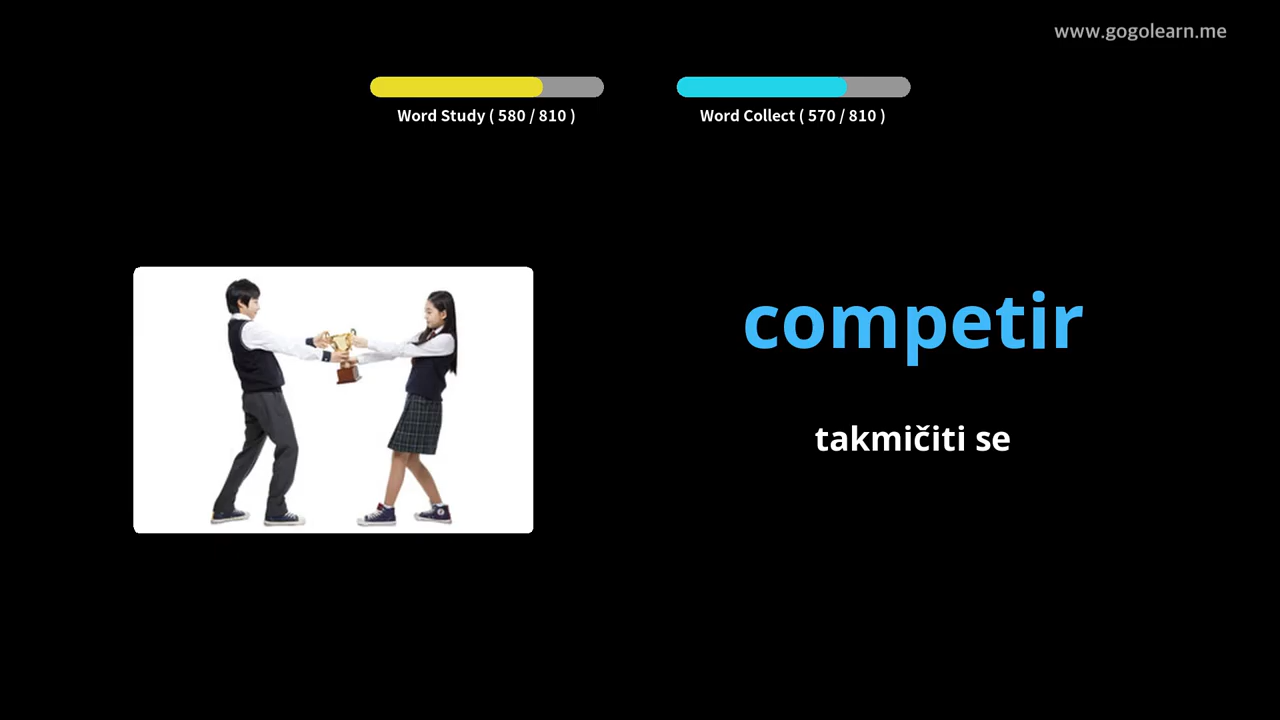 www.gogolearn.me
Word Study ( 580 / 810 )
Word Collect ( 570 / 810 )
competir
takmičiti se